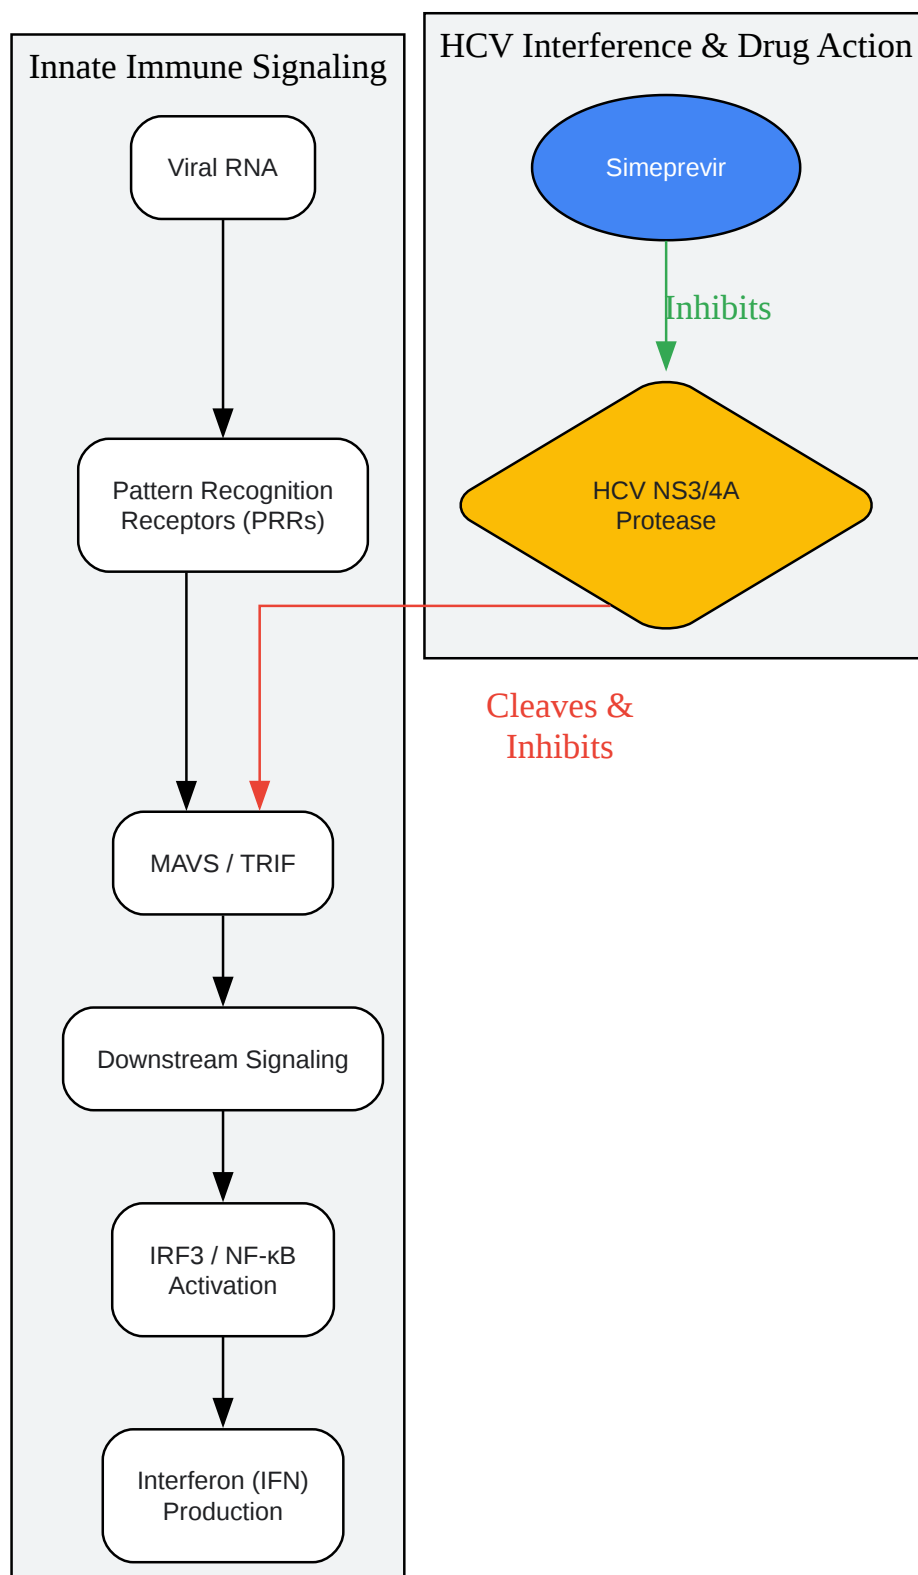 Innate Immune Signaling
Viral RNA
Pattern Recognition
Receptors (PRRs)
MAVS / TRIF
Downstream Signaling
IRF3 / NF-κB
Activation
Interferon (IFN)
Production
HCV Interference & Drug Action
Simeprevir
Inhibits
HCV NS3/4A
Protease
Cleaves &
Inhibits